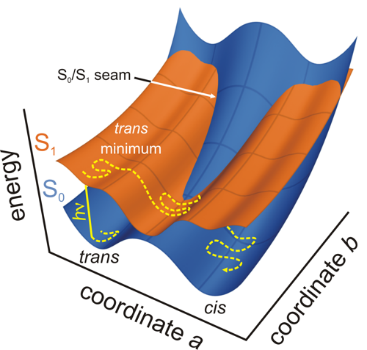 S₀/S₁ seam
trans
minimum
S₁
S₀
hν
energy
trans
cis
coordinate a
coordinate b